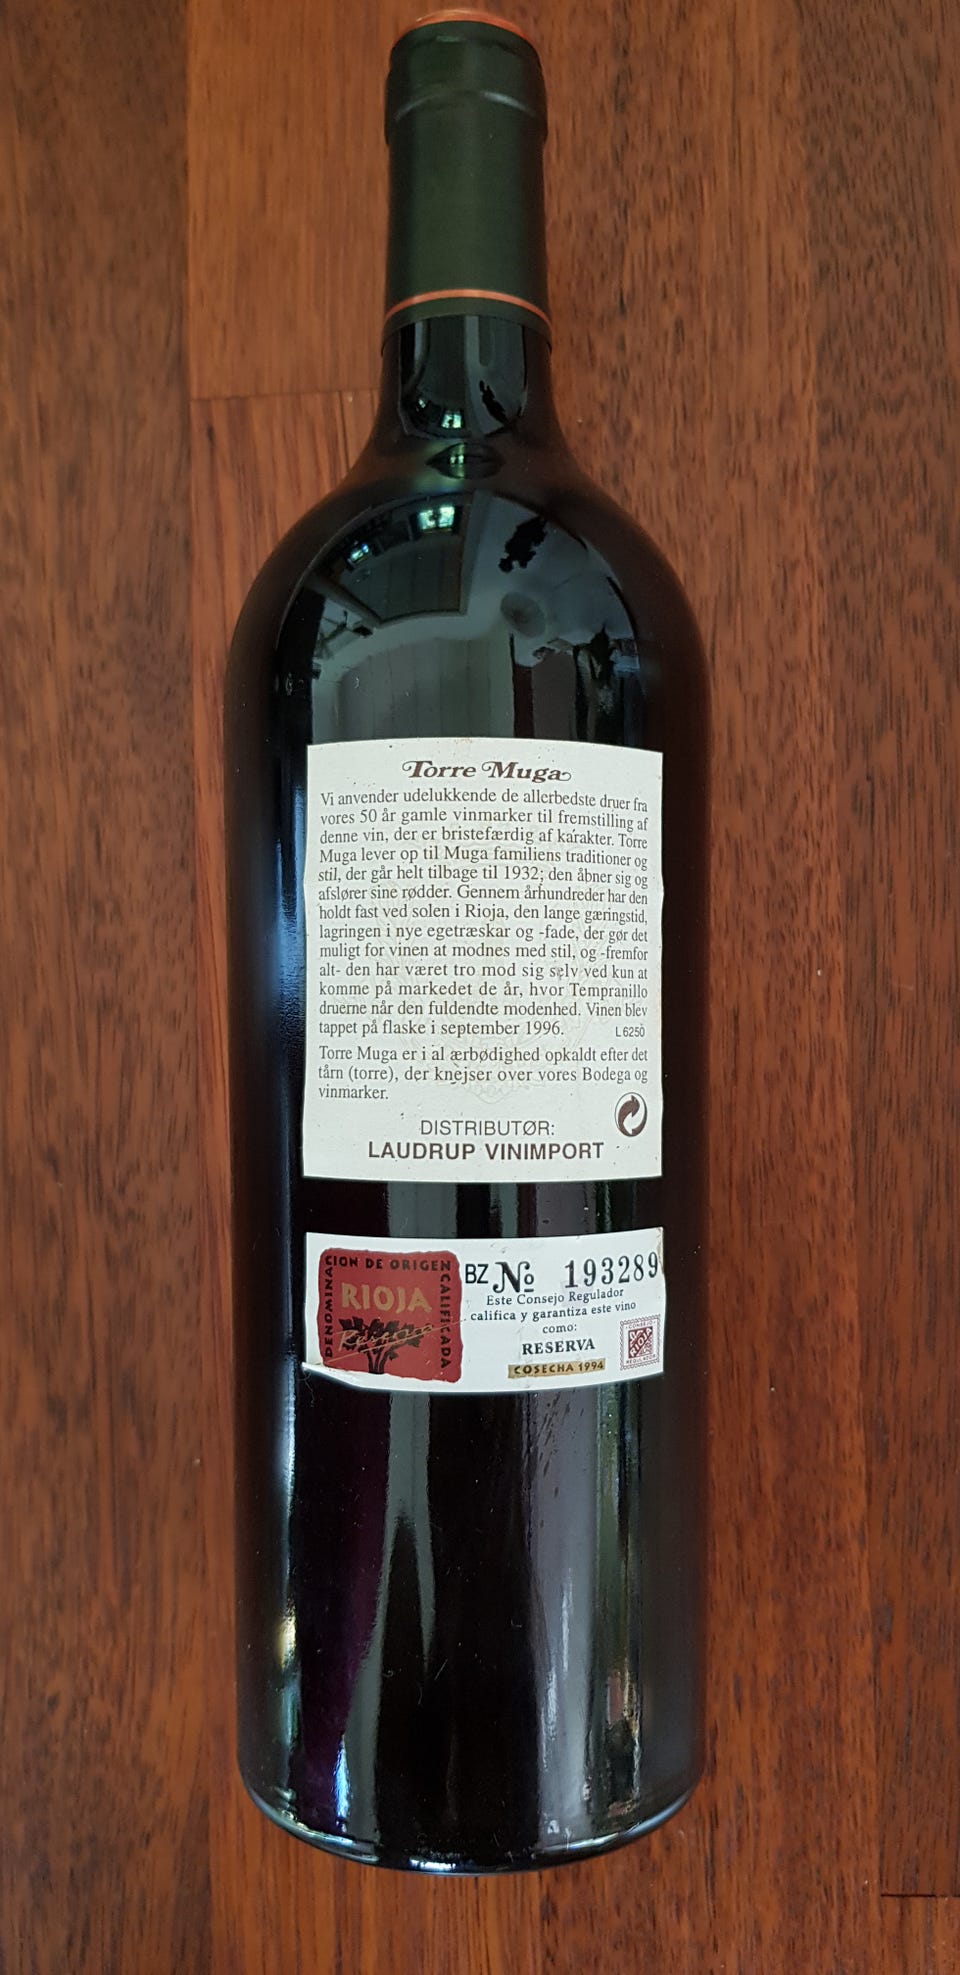 Torre Muga
Vi anvender udelukkende de allerbedste druer fra
vores 50 år gamle vinmarker til fremstilling af
denne vin, der er bristefærdig af karakter. Torre
Muga lever op til Muga familiens traditioner og
stil, der går helt tilbage til 1932; den åbner sig og
afslører sine rødder. Gennem århundreder har den
holdt fast ved solen i Rioja, den lange gæringstid,
lagringen i nye egetræskar og -fade, der gør det
muligt for vinen at modnes med stil, og -fremfor
alt- den har været tro mod sig selv ved kun at
komme på markedet de år, hvor Tempranillo
druerne når den fuldendte modenhed. Vinen blev
tappet på flaske i september 1996. L6250
Torre Muga er i al ærbødighed opkaldt efter det
tårn (torre), der knejser over vores Bodega og
vinmarker.
DISTRIBUTØR:
LAUDRUP VINIMPORT
DENOMINACION DE ORIGEN CALIFICADA
RIOJA
Reserva
BZ No 193289
Este Consejo Regulador
califica y garantiza este vino
como:
RESERVA
COSECHA 1994
CONSEJO
RIOJA
REGULADOR